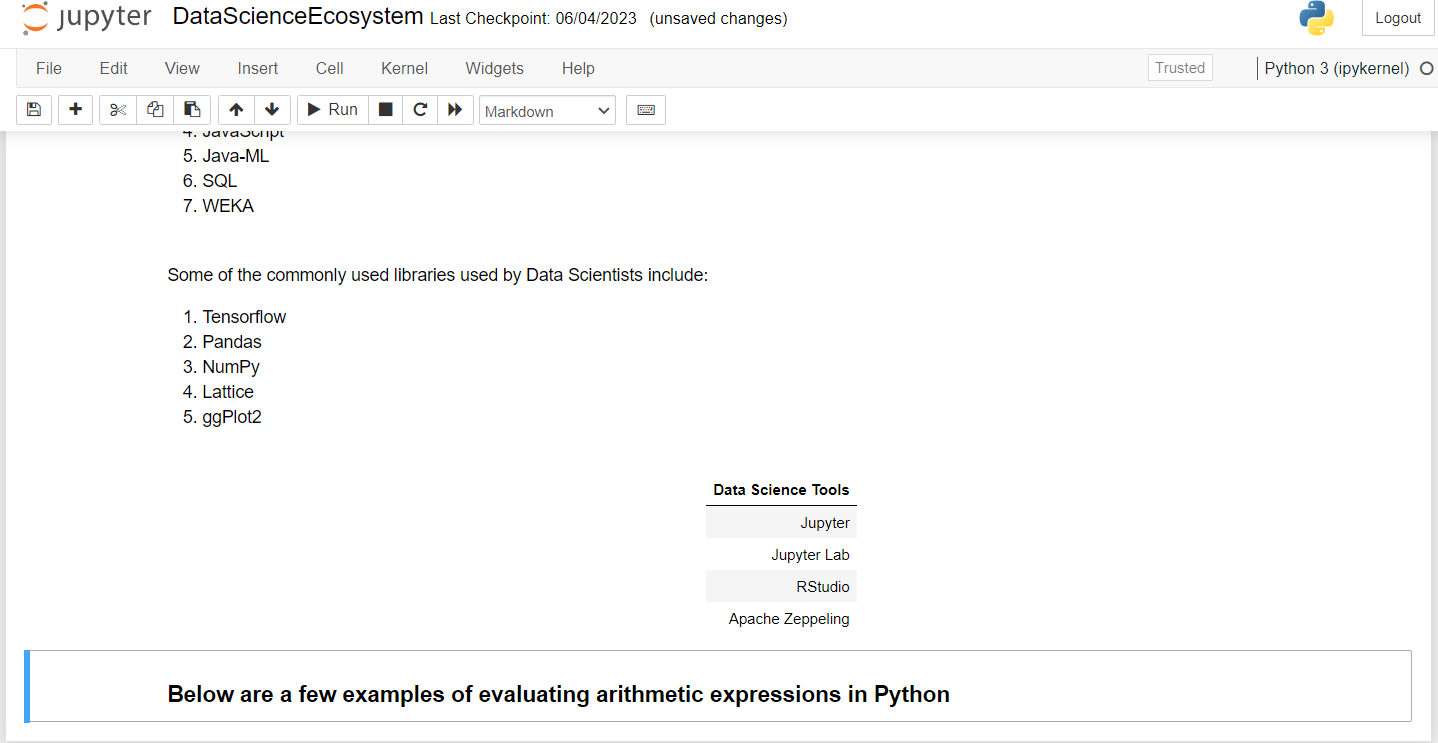 jupyter DataScienceEcosystem Last Checkpoint: 06/04/2023 (unsaved changes) Logout
File Edit View Insert Cell Kernel Widgets Help Trusted Python 3 (ipykernel)
Run Markdown
4. JavaScript
5. Java-ML
6. SQL
7. WEKA
Some of the commonly used libraries used by Data Scientists include:
1. Tensorflow
2. Pandas
3. NumPy
4. Lattice
5. ggPlot2
Data Science Tools
Jupyter
Jupyter Lab
RStudio
Apache Zeppeling
Below are a few examples of evaluating arithmetic expressions in Python